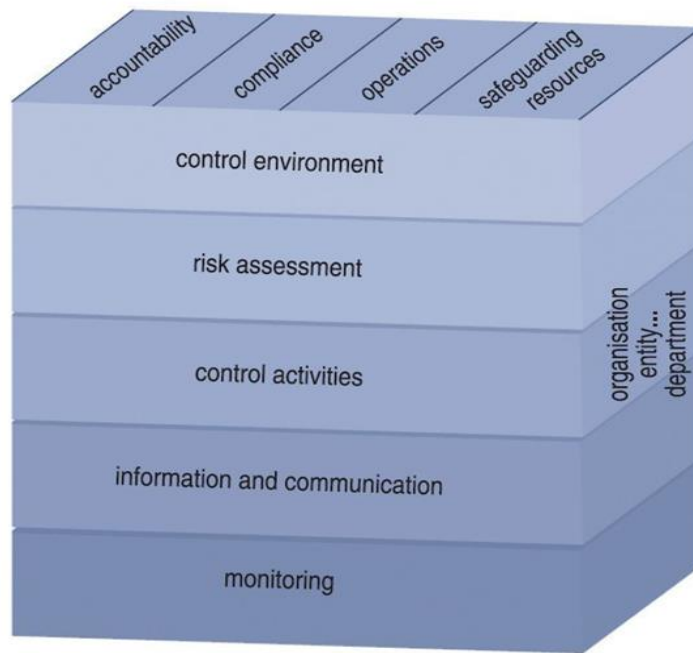 accountability
compliance
operations
safeguarding
resources
control environment
risk assessment
control activities
information and communication
monitoring
organisation
entity...
department